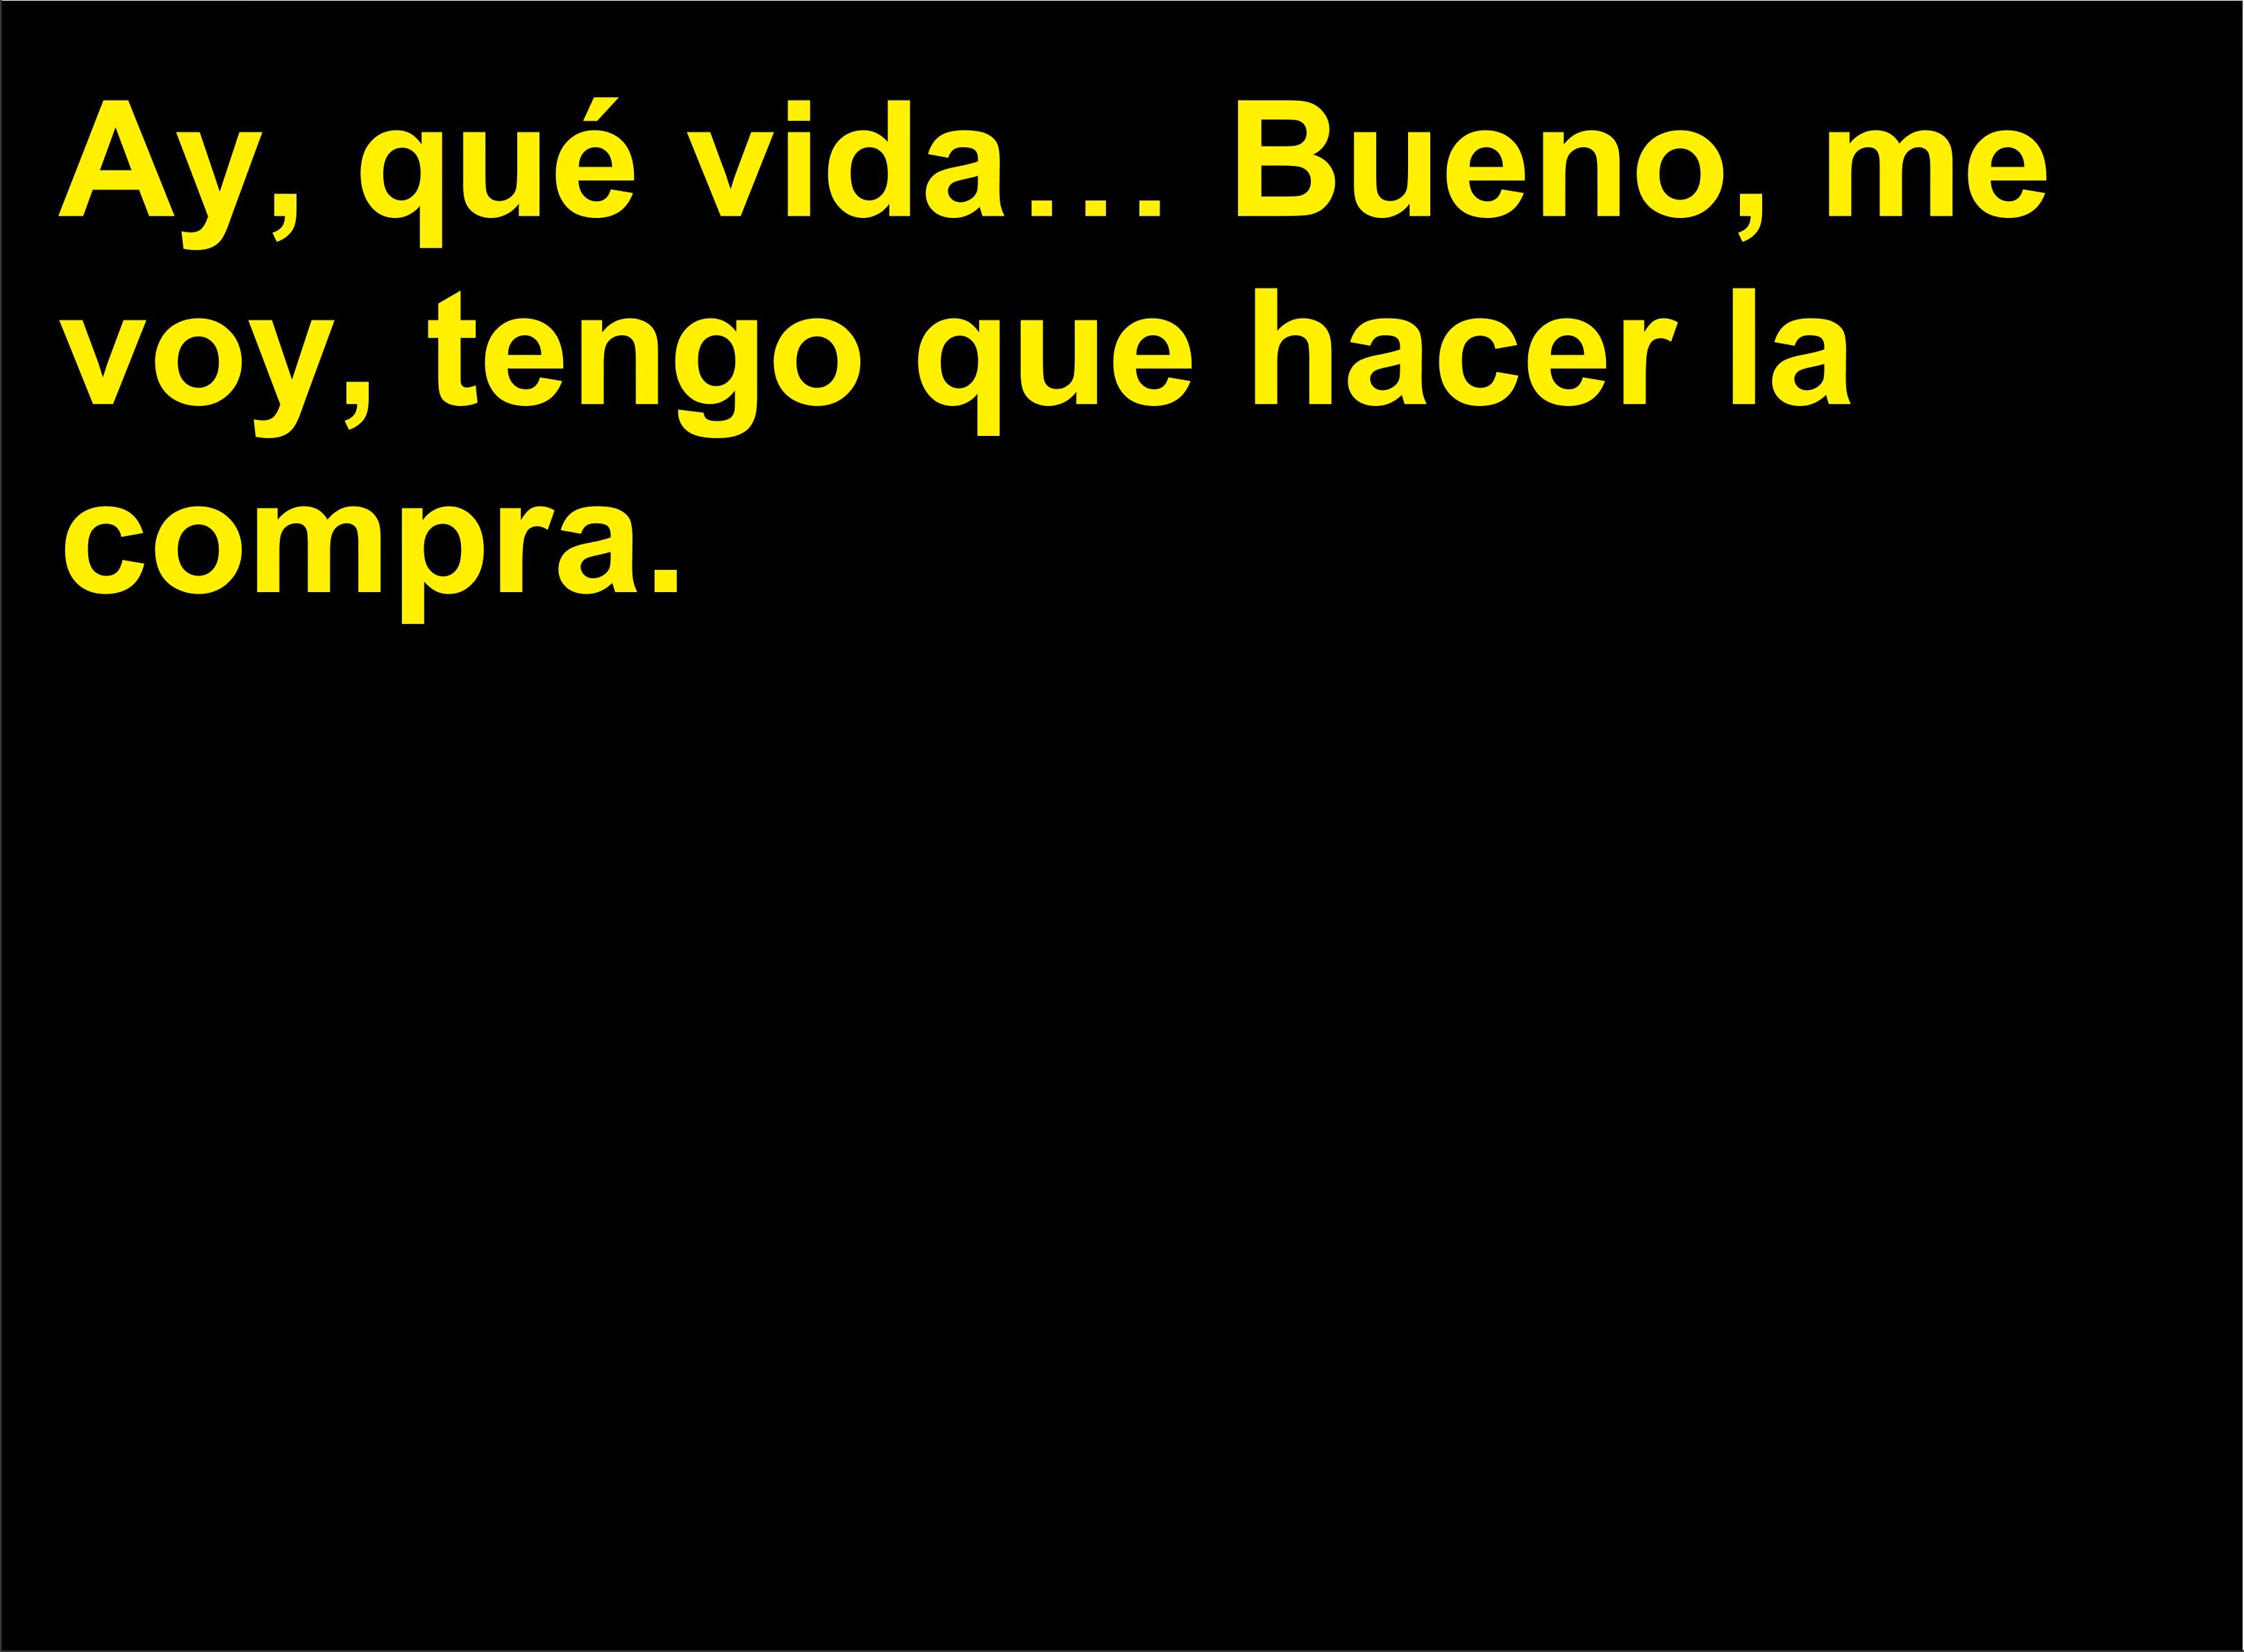 Ay, qué vida… Bueno, me
voy, tengo que hacer la
compra.